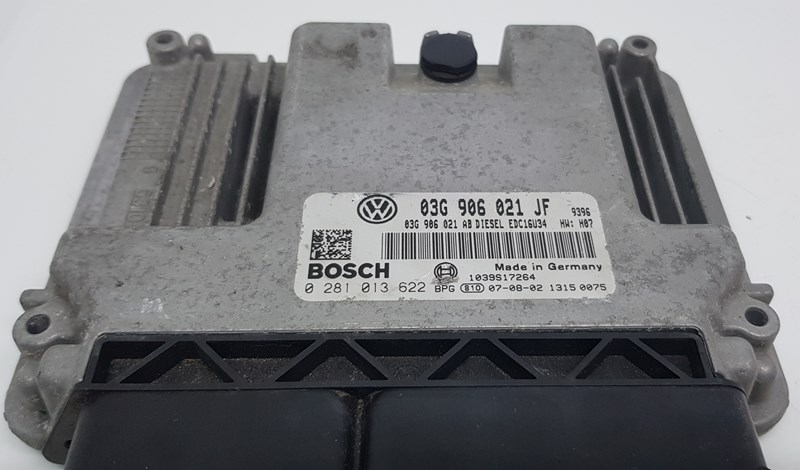 03G 906 021 JF 9396
03G 906 021 AB DIESEL EDC16U34 HW: H07
BOSCH Made in Germany
1039S17264
0 281 013 622 BPG 810 07-08-02 1315 0075